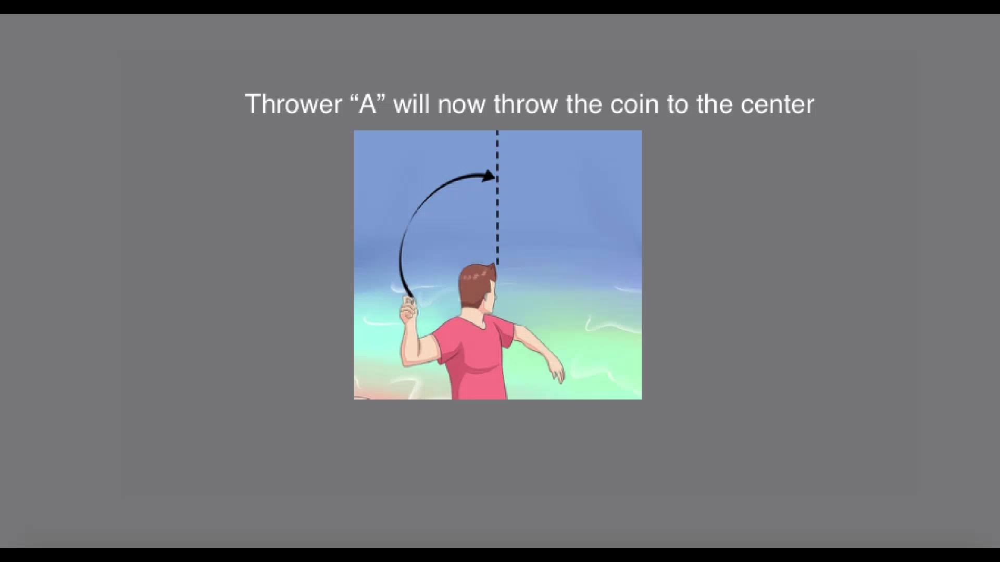 Thrower “A” will now throw the coin to the center